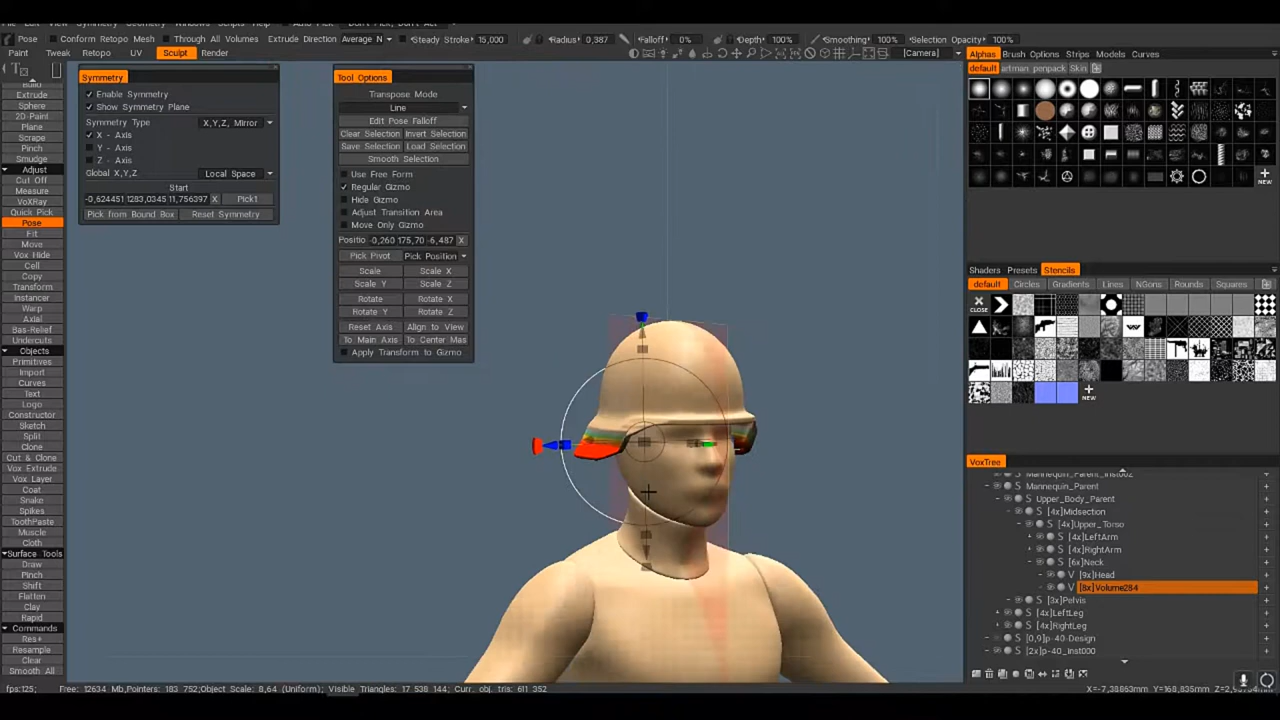 Pose Conform Retopo Mesh Through All Volumes Extrude Direction Average N Steady Stroke 15,000 Radius 0,387 Falloff 0% Depth 100% Smoothing 100% Selection Opacity 100%
Paint Tweak Retopo UV Sculpt Render [Camera]
Alphas Brush Options Strips Models Curves
default artman penpack Skin
NEW
Shaders Presets Stencils
default Circles Gradients Lines NGons Rounds Squares
CLOSE
NEW
VoxTree
Mannequin_Parent
Upper_Body_Parent
[4x]Midsection
[4x]Upper_Torso
[4x]LeftArm
[4x]RightArm
[6x]Neck
[9x]Head
[8x]Volume284
[3x]Pelvis
[4x]LeftLeg
[4x]RightLeg
[0,9]p-40-Design
[2x]p-40_Inst000
Symmetry
Enable Symmetry
Show Symmetry Plane
Symmetry Type X,Y,Z, Mirror
X - Axis
Y - Axis
Z - Axis
Global X,Y,Z Local Space
Start
-0,624451 1283,0345 11,756397 X Pick1
Pick from Bound Box Reset Symmetry
Tool Options
Transpose Mode
Line
Edit Pose Falloff
Clear Selection Invert Selection
Save Selection Load Selection
Smooth Selection
Use Free Form
Regular Gizmo
Hide Gizmo
Adjust Transition Area
Move Only Gizmo
Positio -0,260 175,70 -6,487 X
Pick Pivot Pick Position
Scale Scale X
Scale Y Scale Z
Rotate Rotate X
Rotate Y Rotate Z
Reset Axis Align to View
To Main Axis To Center Mas
Apply Transform to Gizmo
Build
Extrude
Sphere
2D-Paint
Plane
Scrape
Pinch
Smudge
Adjust
Cut Off
Measure
VoXRay
Quick Pick
Pose
Fit
Move
Vox Hide
Cell
Copy
Transform
Instancer
Warp
Axial
Bas-Relief
Undercuts
Objects
Primitives
Import
Curves
Text
Logo
Constructor
Sketch
Split
Clone
Cut & Clone
Vox Extrude
Vox Layer
Coat
Snake
Spikes
ToothPaste
Muscle
Cloth
Surface Tools
Draw
Pinch
Shift
Flatten
Clay
Rapid
Commands
Res+
Resample
Clear
Smooth All
fps:125; Free: 12634 Mb,Pointers: 183 752;Object Scale: 8,64 (Uniform), Visible Triangles: 17 538 144; Curr. obj. tris: 611 352